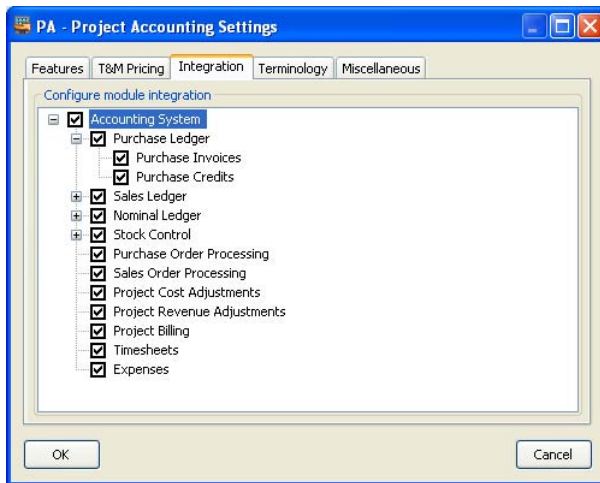 PA - Project Accounting Settings
Features T&M Pricing Integration Terminology Miscellaneous
Configure module integration
Accounting System
Purchase Ledger
Purchase Invoices
Purchase Credits
Sales Ledger
Nominal Ledger
Stock Control
Purchase Order Processing
Sales Order Processing
Project Cost Adjustments
Project Revenue Adjustments
Project Billing
Timesheets
Expenses
OK Cancel